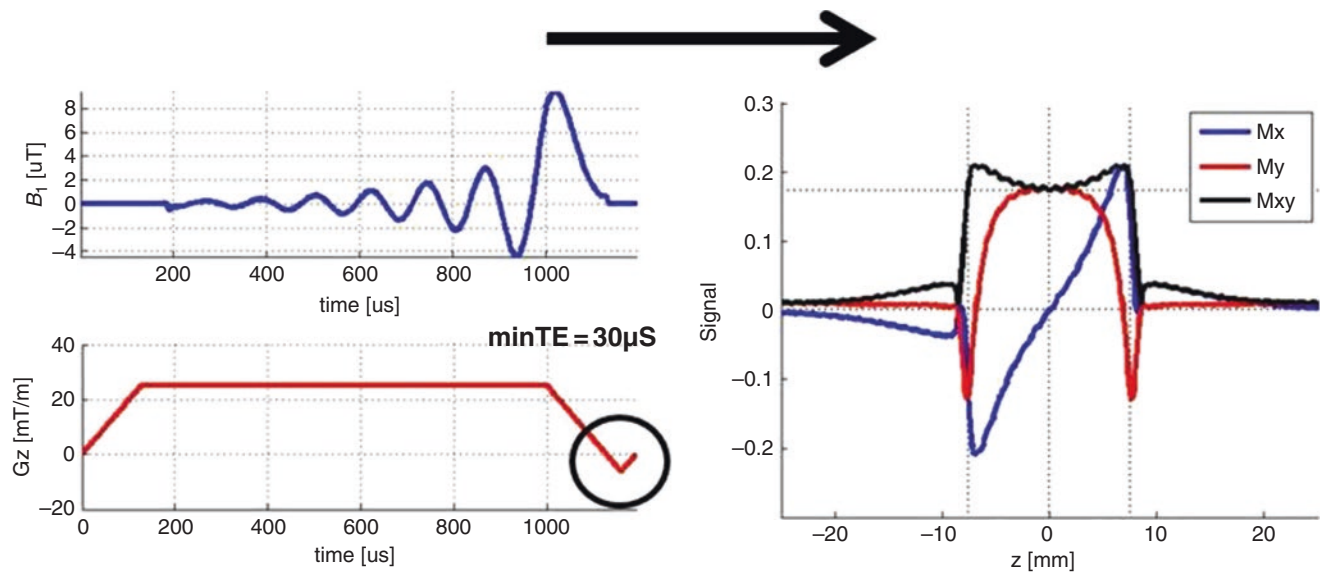 8
6
4
2
0
−2
−4
B1 [uT]
200 400 600 800 1000
time [us]
minTE = 30µS
40
20
0
−20
Gz [mT/m]
0 200 400 600 800 1000
time [us]
0.3
0.2
0.1
0
−0.1
−0.2
Signal
−20 −10 0 10 20
z [mm]
Mx
My
Mxy